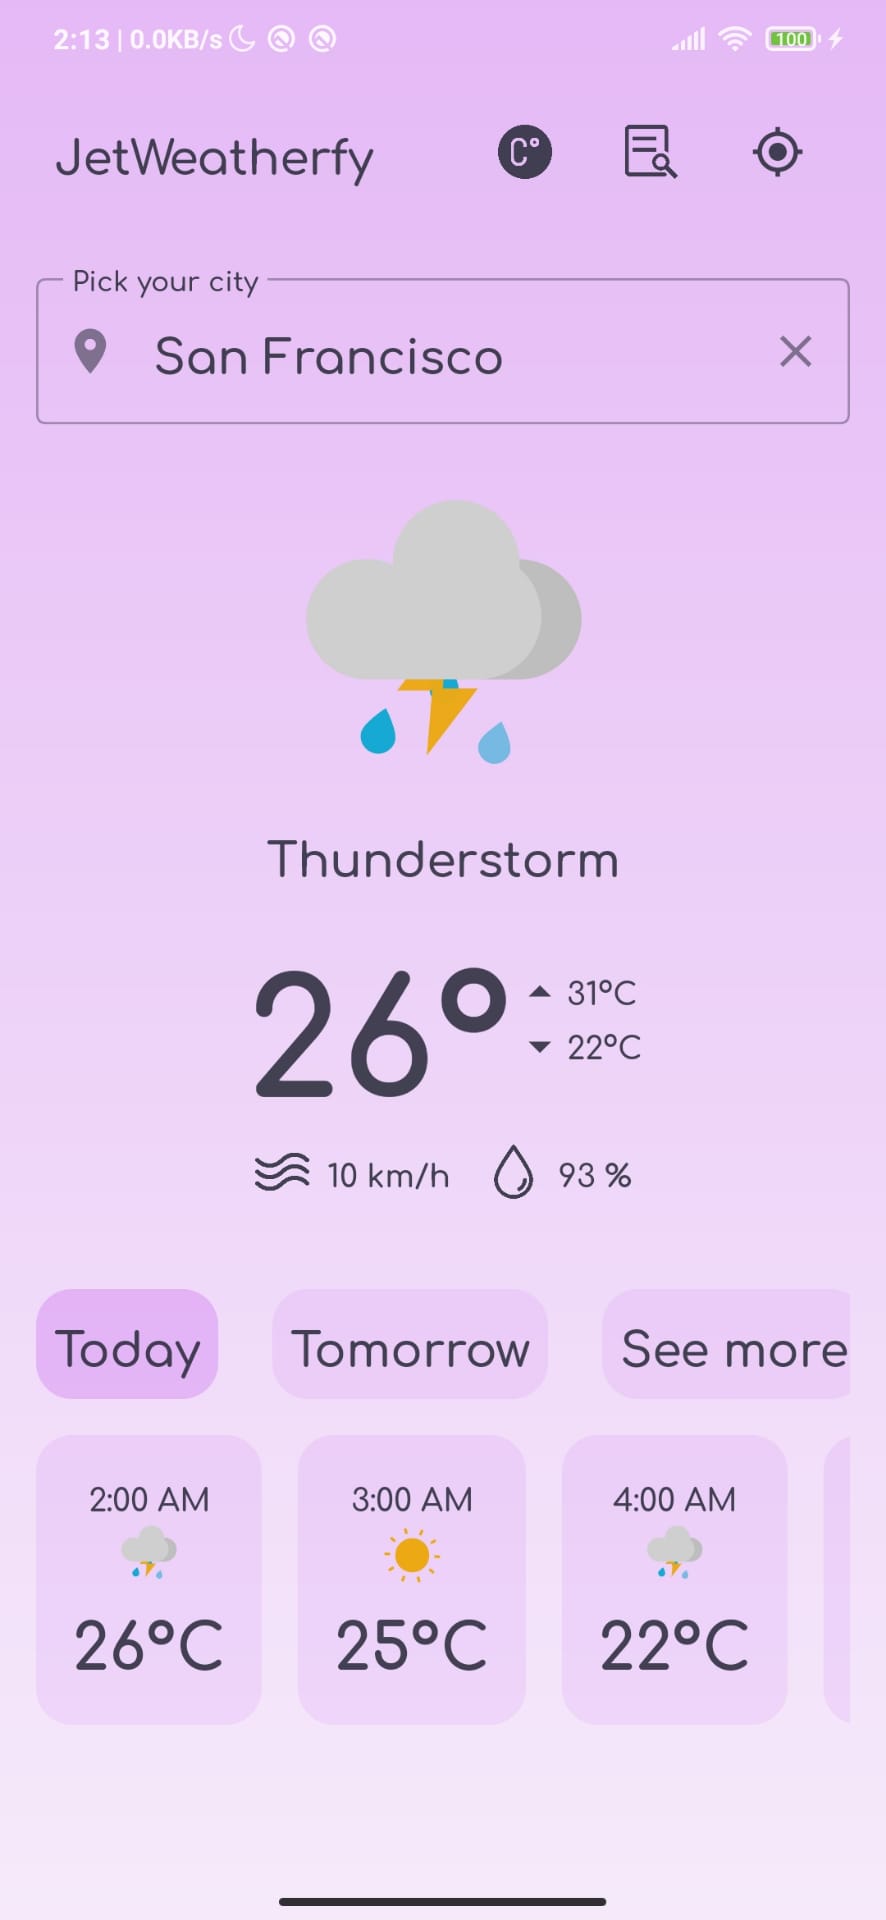 2:13 | 0.0KB/s 100
JetWeatherfy C°
Pick your city
San Francisco
Thunderstorm
26°
31°C
22°C
10 km/h 93 %
Today Tomorrow See more
2:00 AM 3:00 AM 4:00 AM
26°C 25°C 22°C